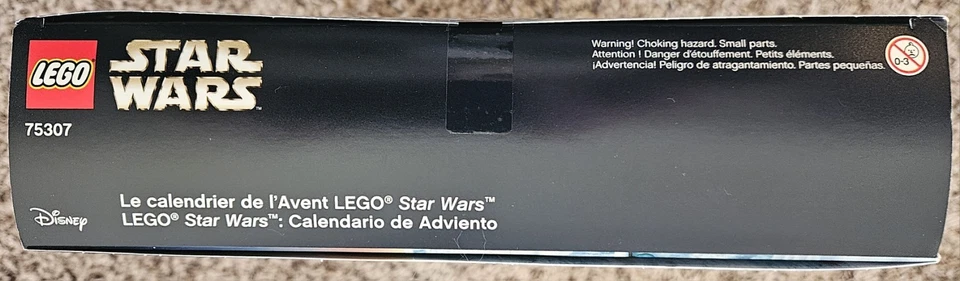 LEGO
STAR
WARS™
75307
Warning! Choking hazard. Small parts.
Attention ! Danger d'étouffement. Petits éléments.
¡Advertencia! Peligro de atragantamiento. Partes pequeñas.
0-3
Disney
Le calendrier de l'Avent LEGO® Star Wars™
LEGO® Star Wars™: Calendario de Adviento